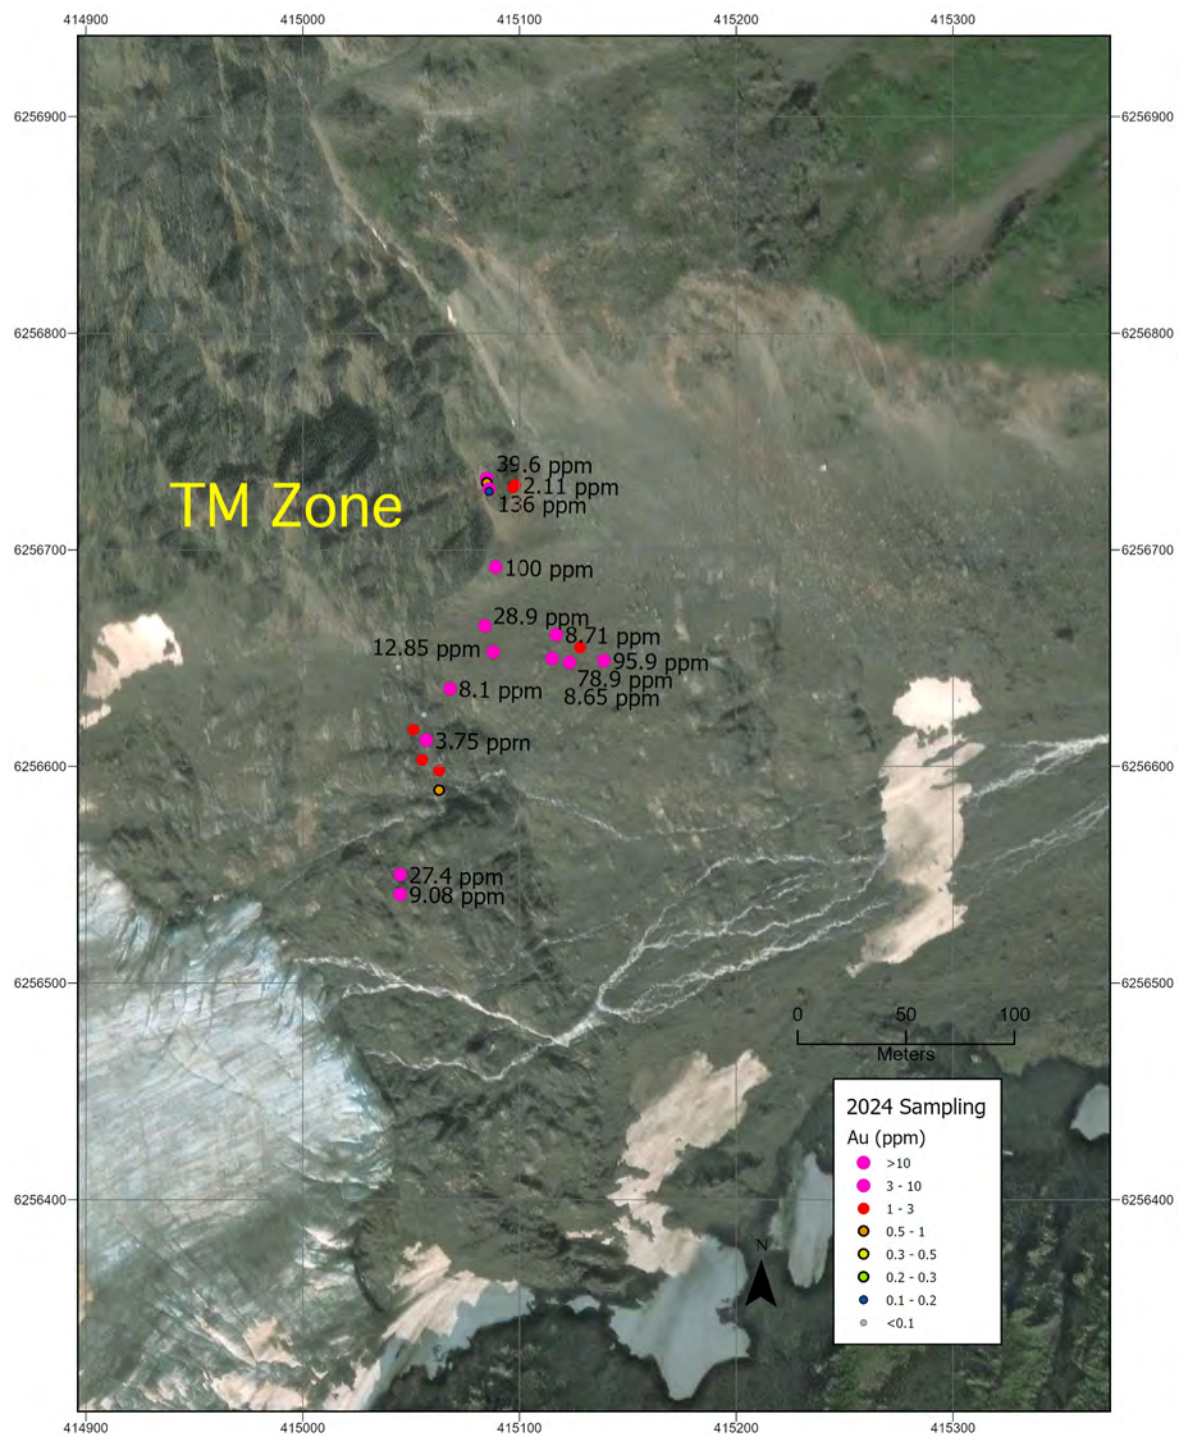 414900 415000 415100 415200 415300
6256900 6256900
6256800 6256800
39.6 ppm
2.11 ppm
TM Zone
136 ppm
6256700 6256700
100 ppm
28.9 ppm
8.71 ppm
12.85 ppm
95.9 ppm
78.9 ppm
8.1 ppm
8.65 ppm
3.75 ppm
6256600 6256600
27.4 ppm
9.08 ppm
6256500 6256500
0 50 100
Meters
2024 Sampling
Au (ppm)
>10
3 - 10
1 - 3
0.5 - 1
0.3 - 0.5
0.2 - 0.3
0.1 - 0.2
<0.1
6256400 6256400
N
414900 415000 415100 415200 415300